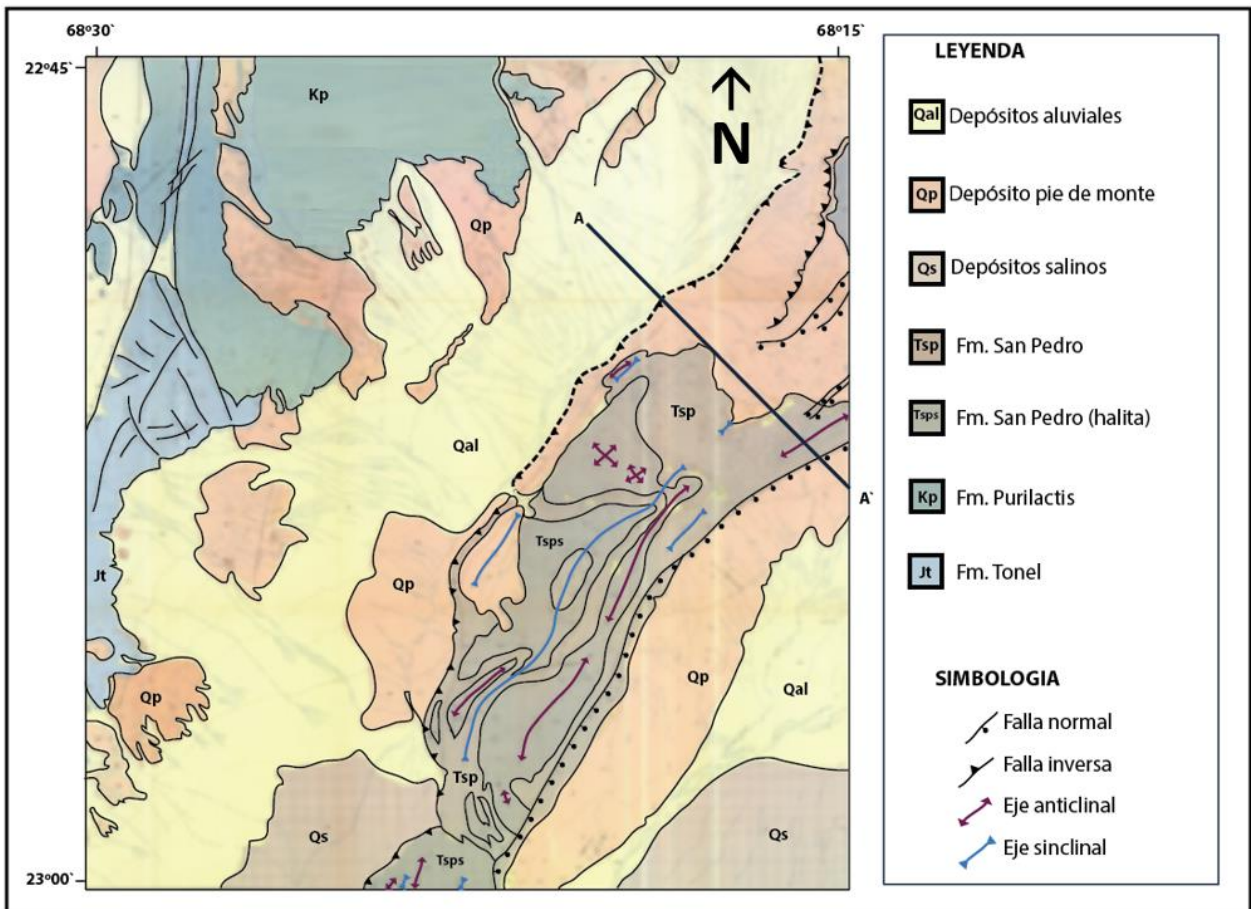 68º30`
68º15`
22º45`
23º00`
N
A
A`
Kp
Qp
Qal
Tsp
Tsps
Jt
Qp
Qp
Qp
Qal
Tsp
Qs
Tsps
Qs
LEYENDA
Qal Depósitos aluviales
Qp Depósito pie de monte
Qs Depósitos salinos
Tsp Fm. San Pedro
Tsps Fm. San Pedro (halita)
Kp Fm. Purilactis
Jt Fm. Tonel
SIMBOLOGIA
Falla normal
Falla inversa
Eje anticlinal
Eje sinclinal